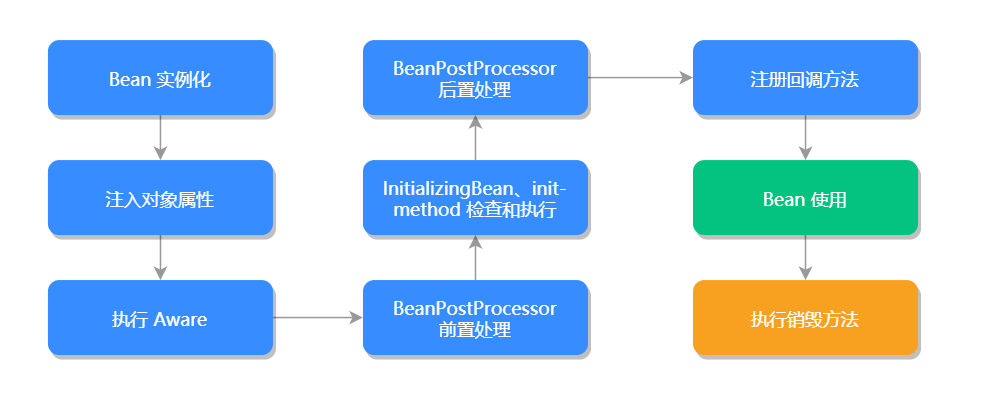 Bean 实例化
注入对象属性
执行 Aware
BeanPostProcessor
前置处理
InitializingBean、init-
method 检查和执行
BeanPostProcessor
后置处理
注册回调方法
Bean 使用
执行销毁方法